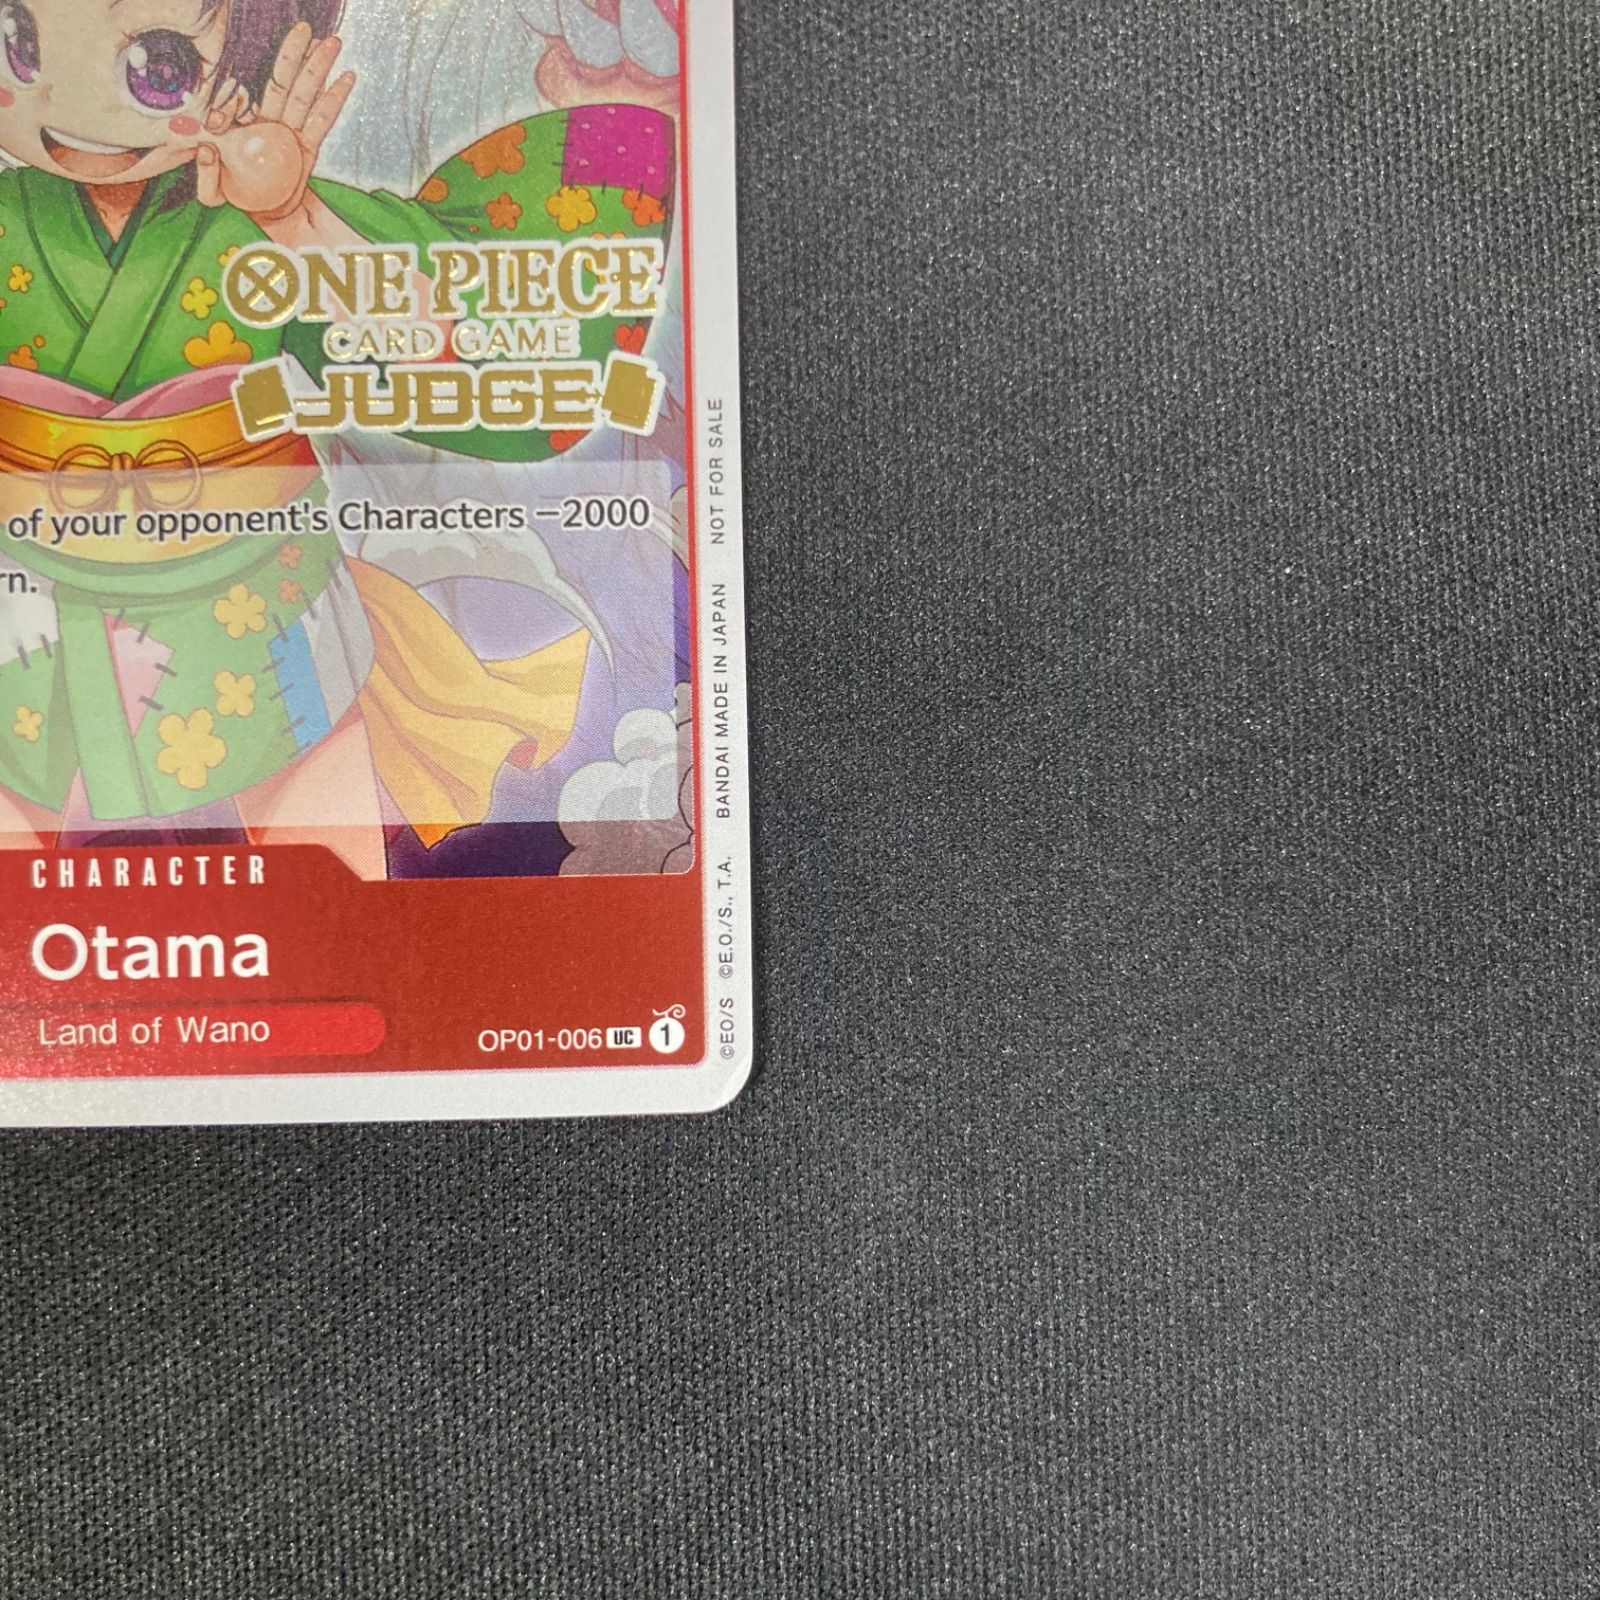 ONE PIECE
CARD GAME
JUDGE
of your opponent's Characters −2000
rn.
CHARACTER
Otama
Land of Wano
OP01-006 UC 1
©EO/S ©E.O./S., T.A. BANDAI MADE IN JAPAN NOT FOR SALE